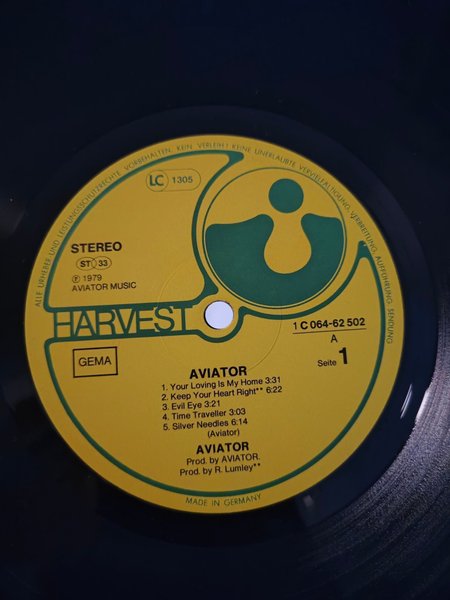 ALLE URHEBER UND LEISTUNGSSCHUTZRECHTE VORBEHALTEN. KEIN VERLEIH! KEINE UNERLAUBTE VERVIELFÄLTIGUNG, VERMIETUNG, AUFFÜHRUNG, SENDUNG
LC 1305
STEREO
ST 33
℗ 1979
AVIATOR MUSIC
HARVEST
1 C 064-62 502
A
Seite 1
GEMA
AVIATOR
1. Your Loving Is My Home 3:31
2. Keep Your Heart Right** 6:22
3. Evil Eye 3:21
4. Time Traveller 3:03
5. Silver Needles 6:14
(Aviator)
AVIATOR
Prod. by AVIATOR.
Prod. by R. Lumley**
MADE IN GERMANY